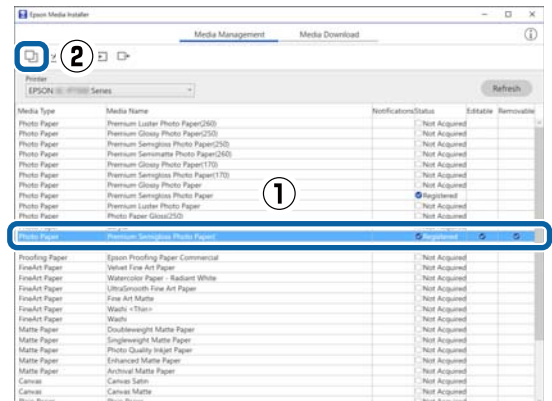 Epson Media Installer
Media Management Media Download
②
Printer
EPSON Series
Refresh
Media Type Media Name Notifications Status Editable Removable
Photo Paper Premium Luster Photo Paper(260) Not Acquired
Photo Paper Premium Glossy Photo Paper(250) Not Acquired
Photo Paper Premium Semigloss Photo Paper(250) Not Acquired
Photo Paper Premium Semimatte Photo Paper(260) Not Acquired
Photo Paper Premium Glossy Photo Paper(170) Not Acquired
Photo Paper Premium Semigloss Photo Paper(170) Not Acquired
Photo Paper Premium Glossy Photo Paper Not Acquired
Photo Paper Premium Semigloss Photo Paper Registered
Photo Paper Premium Luster Photo Paper Not Acquired
Photo Paper Photo Paper Gloss(250) Not Acquired
①
Photo Paper Premium Semigloss Photo Paper Registered
Proofing Paper Epson Proofing Paper Commercial Not Acquired
FineArt Paper Velvet Fine Art Paper Not Acquired
FineArt Paper Watercolor Paper - Radiant White Not Acquired
FineArt Paper UltraSmooth Fine Art Paper Not Acquired
FineArt Paper Fine Art Matte Not Acquired
FineArt Paper Washi <Thin> Not Acquired
FineArt Paper Washi Not Acquired
Matte Paper Doubleweight Matte Paper Not Acquired
Matte Paper Singleweight Matte Paper Not Acquired
Matte Paper Photo Quality Inkjet Paper Not Acquired
Matte Paper Enhanced Matte Paper Not Acquired
Matte Paper Archival Matte Paper Not Acquired
Canvas Canvas Satin Not Acquired
Canvas Canvas Matte Not Acquired